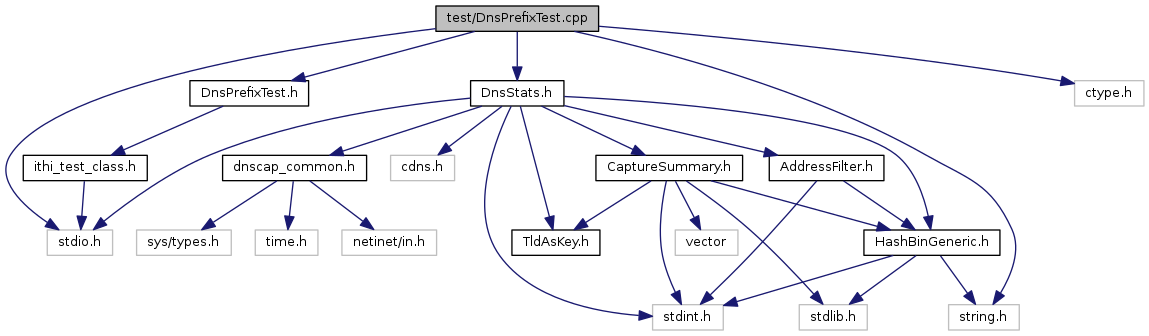 test/DnsPrefixTest.cpp
DnsPrefixTest.h
DnsStats.h
ctype.h
ithi_test_class.h
dnscap_common.h
cdns.h
CaptureSummary.h
AddressFilter.h
stdio.h
sys/types.h
time.h
netinet/in.h
TldAsKey.h
vector
HashBinGeneric.h
stdint.h
stdlib.h
string.h